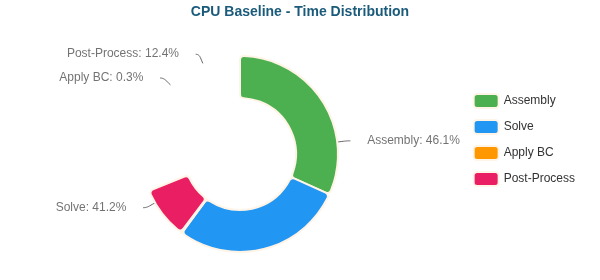 CPU Baseline - Time Distribution
Post-Process: 12.4%
Apply BC: 0.3%
Assembly: 46.1%
Solve: 41.2%
Assembly
Solve
Apply BC
Post-Process